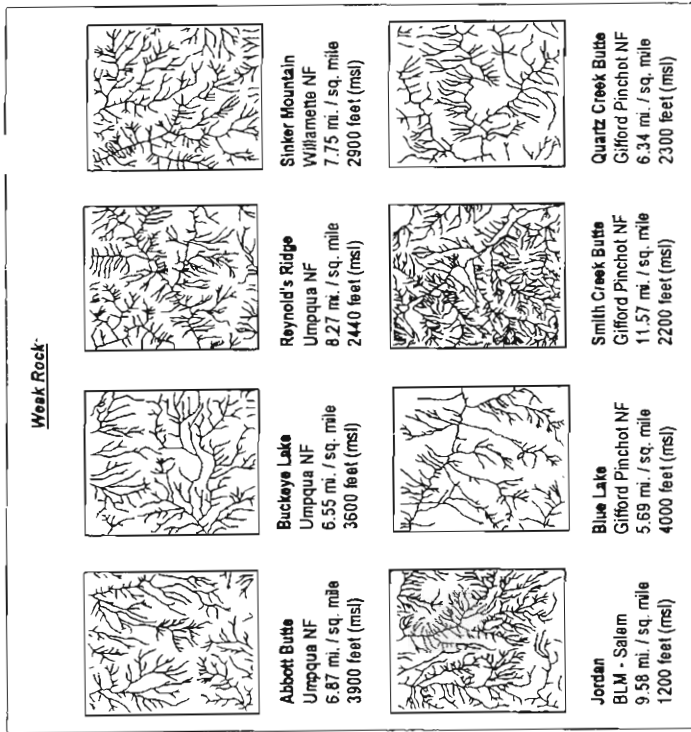 Weak Rock
Abbott Butte
Umpqua NF
6.87 mi. / sq. mile
3900 feet (msl)
Buckeye Lake
Umpqua NF
6.55 mi. / sq. mile
3600 feet (msl)
Reynold's Ridge
Umpqua NF
8.27 mi. / sq. mile
2440 feet (msl)
Sinker Mountain
Willamette NF
7.75 mi. / sq. mile
2900 feet (msl)
Jordan
BLM - Salem
9.58 mi. / sq. mile
1200 feet (msl)
Blue Lake
Gifford Pinchot NF
5.69 mi. / sq. mile
4000 feet (msl)
Smith Creek Butte
Gifford Pinchot NF
11.57 mi. / sq. mile
2200 feet (msl)
Quartz Creek Butte
Gifford Pinchot NF
6.34 mi. / sq. mile
2300 feet (msl)